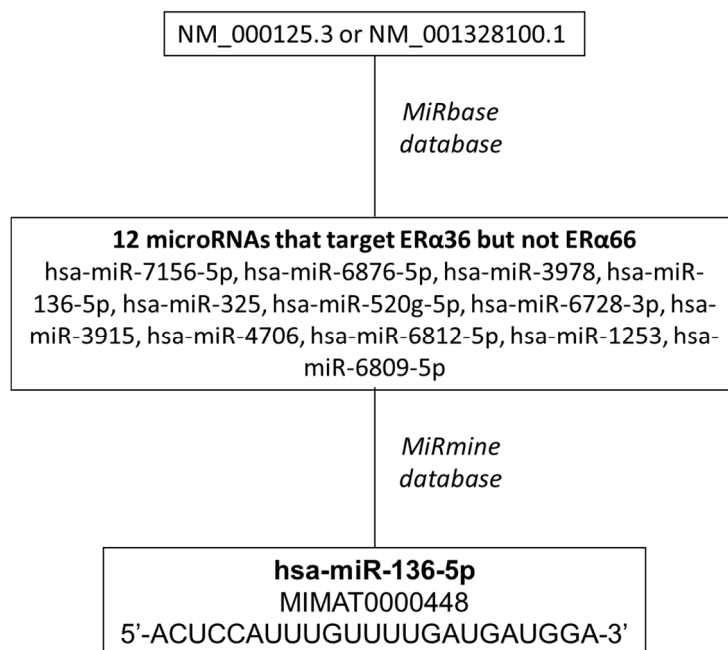 NM_000125.3 or NM_001328100.1
MiRbase
database
12 microRNAs that target ERα36 but not ERα66
hsa-miR-7156-5p, hsa-miR-6876-5p, hsa-miR-3978, hsa-miR-
136-5p, hsa-miR-325, hsa-miR-520g-5p, hsa-miR-6728-3p, hsa-
miR-3915, hsa-miR-4706, hsa-miR-6812-5p, hsa-miR-1253, hsa-
miR-6809-5p
MiRmine
database
hsa-miR-136-5p
MIMAT0000448
5’-ACUCCAUUUGUUUUGAUGAUGGA-3’